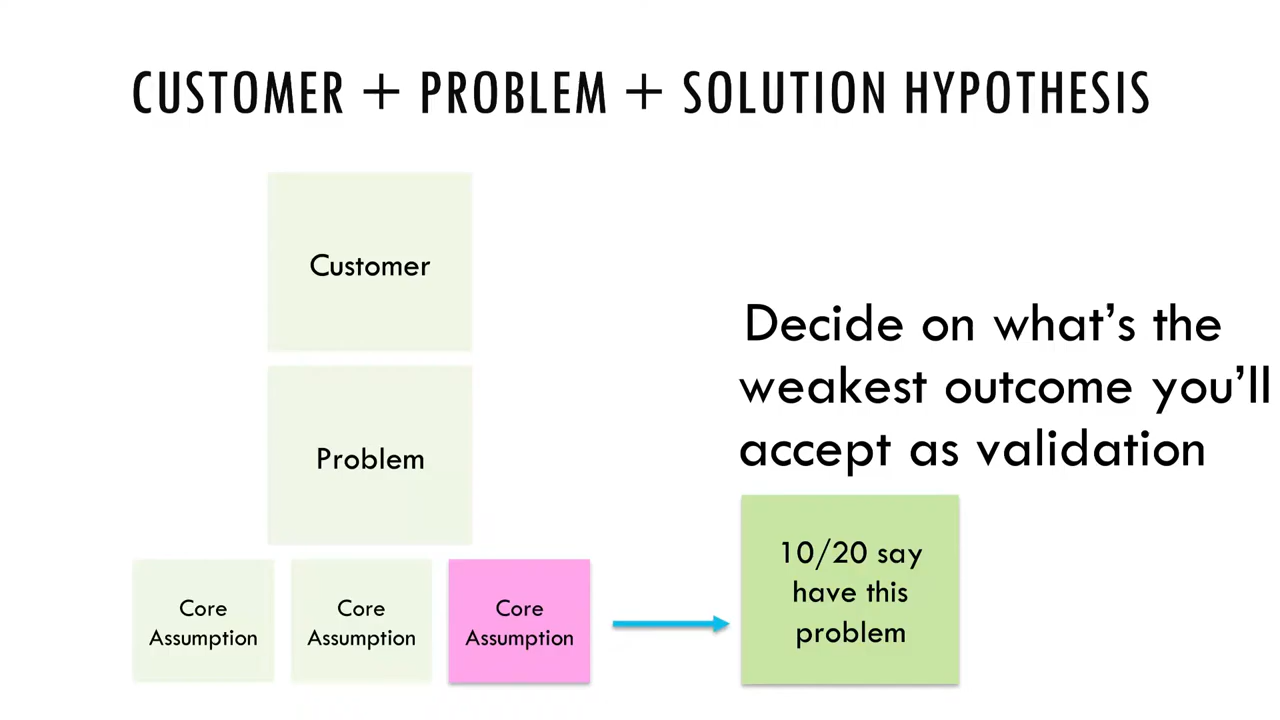 CUSTOMER + PROBLEM + SOLUTION HYPOTHESIS
Customer
Problem
Core
Assumption
Core
Assumption
Core
Assumption
Decide on what's the
weakest outcome you'll
accept as validation
10/20 say
have this
problem